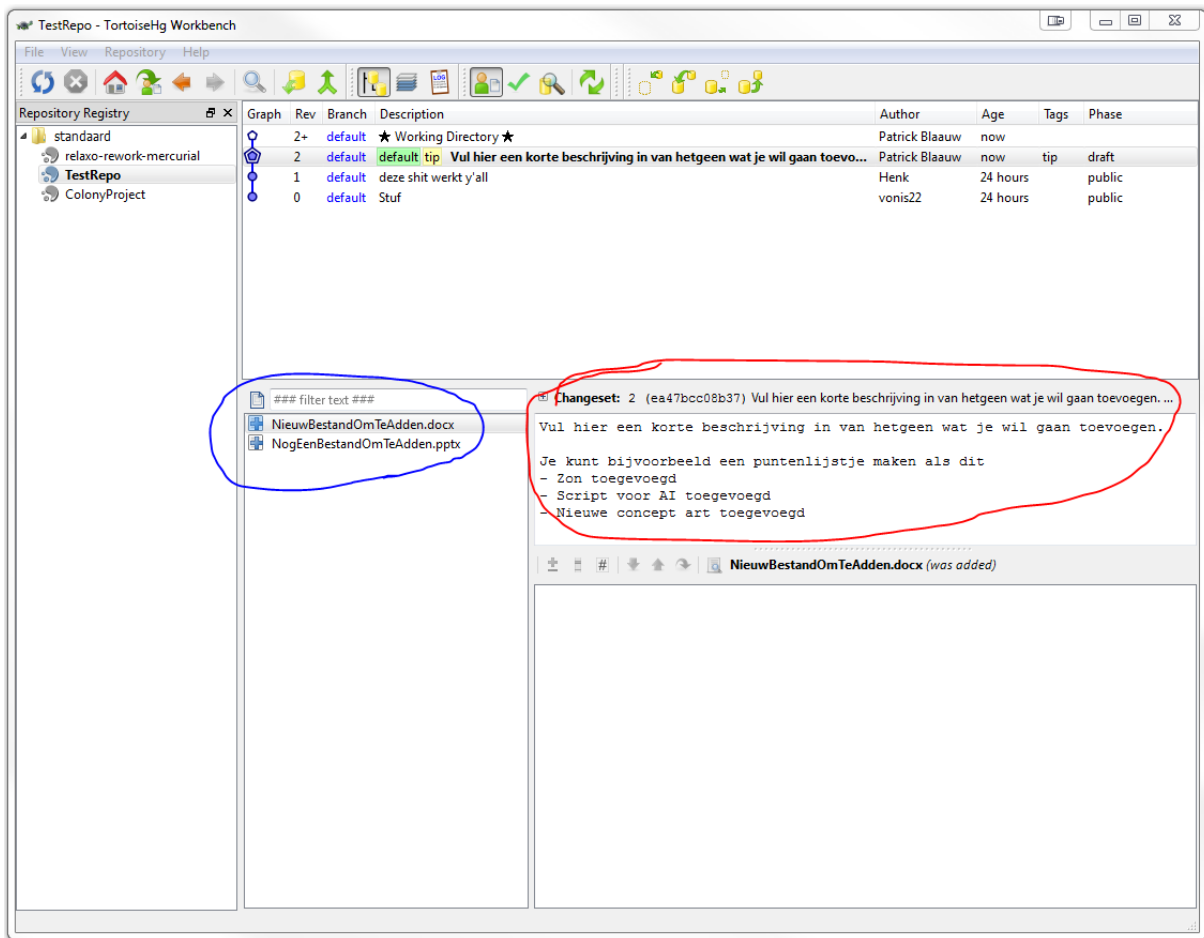 TestRepo - TortoiseHg Workbench
File View Repository Help
LOG
Repository Registry
standaard
relaxo-rework-mercurial
TestRepo
ColonyProject
Graph Rev Branch Description Author Age Tags Phase
2+ default ★ Working Directory ★ Patrick Blaauw now
2 default default tip Vul hier een korte beschrijving in van hetgeen wat je wil gaan toevo... Patrick Blaauw now tip draft
1 default deze shit werkt y'all Henk 24 hours public
0 default Stuf vonis22 24 hours public
### filter text ###
NieuwBestandOmTeAdden.docx
NogEenBestandOmTeAdden.pptx
Changeset: 2 (ea47bcc08b37) Vul hier een korte beschrijving in van hetgeen wat je wil gaan toevoegen. ...
Vul hier een korte beschrijving in van hetgeen wat je wil gaan toevoegen.
Je kunt bijvoorbeeld een puntenlijstje maken als dit
- Zon toegevoegd
- Script voor AI toegevoegd
- Nieuwe concept art toegevoegd
# NieuwBestandOmTeAdden.docx (was added)